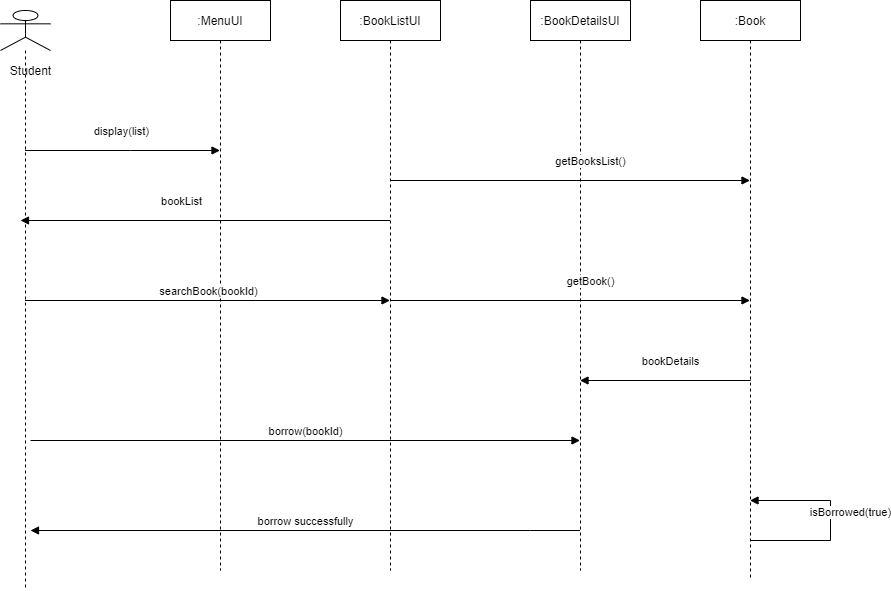 :MenuUI
:BookListUI
:BookDetailsUI
:Book
Student
display(list)
getBooksList()
bookList
searchBook(bookId)
getBook()
bookDetails
borrow(bookId)
isBorrowed(true)
borrow successfully